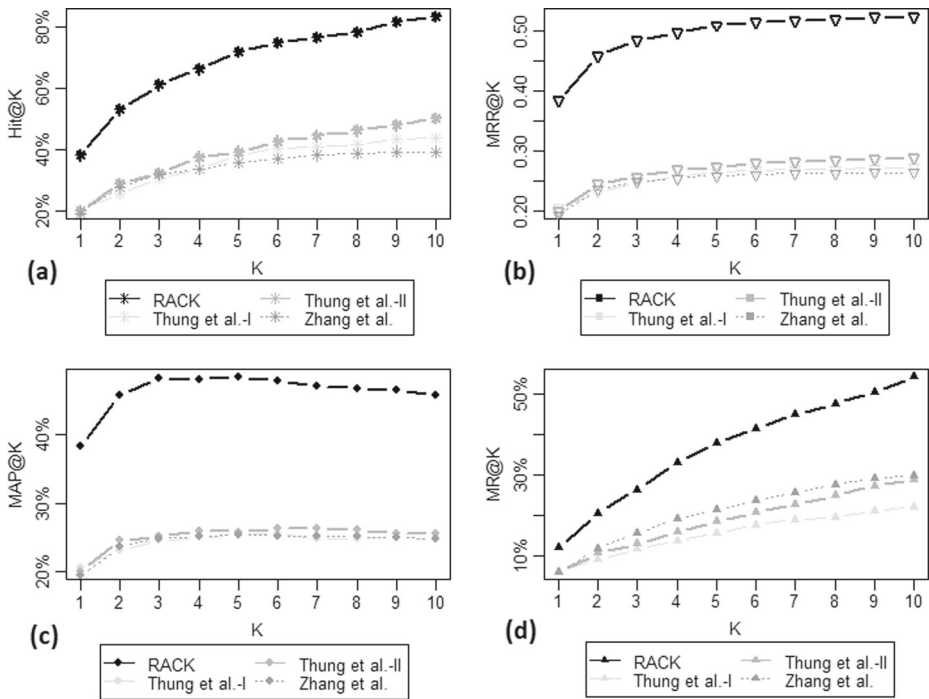 80%
60%
40%
20%
Hit@K
1 2 3 4 5 6 7 8 9 10
K
(a)
RACK Thung et al.-II
Thung et al.-I Zhang et al.
0.50
0.40
0.30
0.20
MRR@K
1 2 3 4 5 6 7 8 9 10
K
(b)
RACK Thung et al.-II
Thung et al.-I Zhang et al.
40%
30%
20%
MAP@K
1 2 3 4 5 6 7 8 9 10
K
(c)
RACK Thung et al.-II
Thung et al.-I Zhang et al.
50%
30%
10%
MR@K
1 2 3 4 5 6 7 8 9 10
K
(d)
RACK Thung et al.-II
Thung et al.-I Zhang et al.